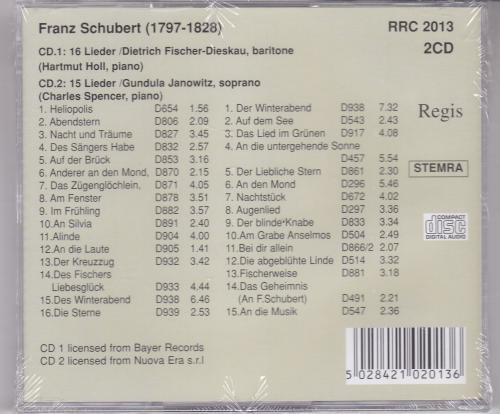 Franz Schubert (1797-1828)
RRC 2013
2CD
CD.1: 16 Lieder /Dietrich Fischer-Dieskau, baritone
(Hartmut Holl, piano)
CD.2: 15 Lieder /Gundula Janowitz, soprano
(Charles Spencer, piano)
1. Heliopolis D654 1.56
2. Abendstern D806 2.09
3. Nacht und Träume D827 3.45
4. Des Sängers Habe D832 2.57
5. Auf der Brück D853 3.16
6. Anderer an den Mond, D870 2.15
7. Das Zügenglöchlein, D871 4.05
8. Am Fenster D878 3.51
9. Im Frühling D882 3.57
10. An Silvia D891 2.40
11. Alinde D904 4.00
12. An die Laute D905 1.41
13. Der Kreuzzug D932 3.42
14. Des Fischers
Liebesglück D933 4.44
15. Des Winterabend D938 6.46
16. Die Sterne D939 2.53
1. Der Winterabend D938 7.32
2. Auf dem See D543 2.43
3. Das Lied im Grünen D917 4.08
4. An die untergehende Sonne
D457 5.54
5. Der Liebliche Stern D861 2.30
6. An den Mond D296 5.46
7. Nachtstück D672 4.02
8. Augenlied D297 3.36
9. Der blinde Knabe D833 3.34
10. Am Grabe Anselmos D504 2.49
11. Bei dir allein D866/2 2.07
12. Die abgeblühte Linde D514 3.32
13. Fischerweise D881 3.18
14. Das Geheimnis
(An F.Schubert) D491 2.21
15. An die Musik D547 2.36
Regis
STEMRA
COMPACT
disc
DIGITAL AUDIO
CD 1 licensed from Bayer Records
CD 2 licensed from Nuova Era s.r.l
5 028421 020136